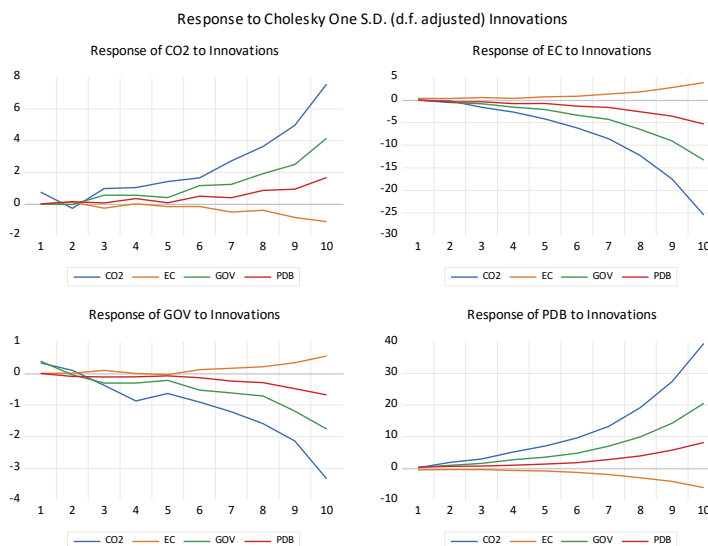 Response to Cholesky One S.D. (d.f. adjusted) Innovations
Response of CO2 to Innovations
8
6
4
2
0
-2
1 2 3 4 5 6 7 8 9 10
CO2 EC GOV PDB
Response of EC to Innovations
5
0
-5
-10
-15
-20
-25
-30
1 2 3 4 5 6 7 8 9 10
CO2 EC GOV PDB
Response of GOV to Innovations
1
0
-1
-2
-3
-4
1 2 3 4 5 6 7 8 9 10
CO2 EC GOV PDB
Response of PDB to Innovations
40
30
20
10
0
-10
1 2 3 4 5 6 7 8 9 10
CO2 EC GOV PDB